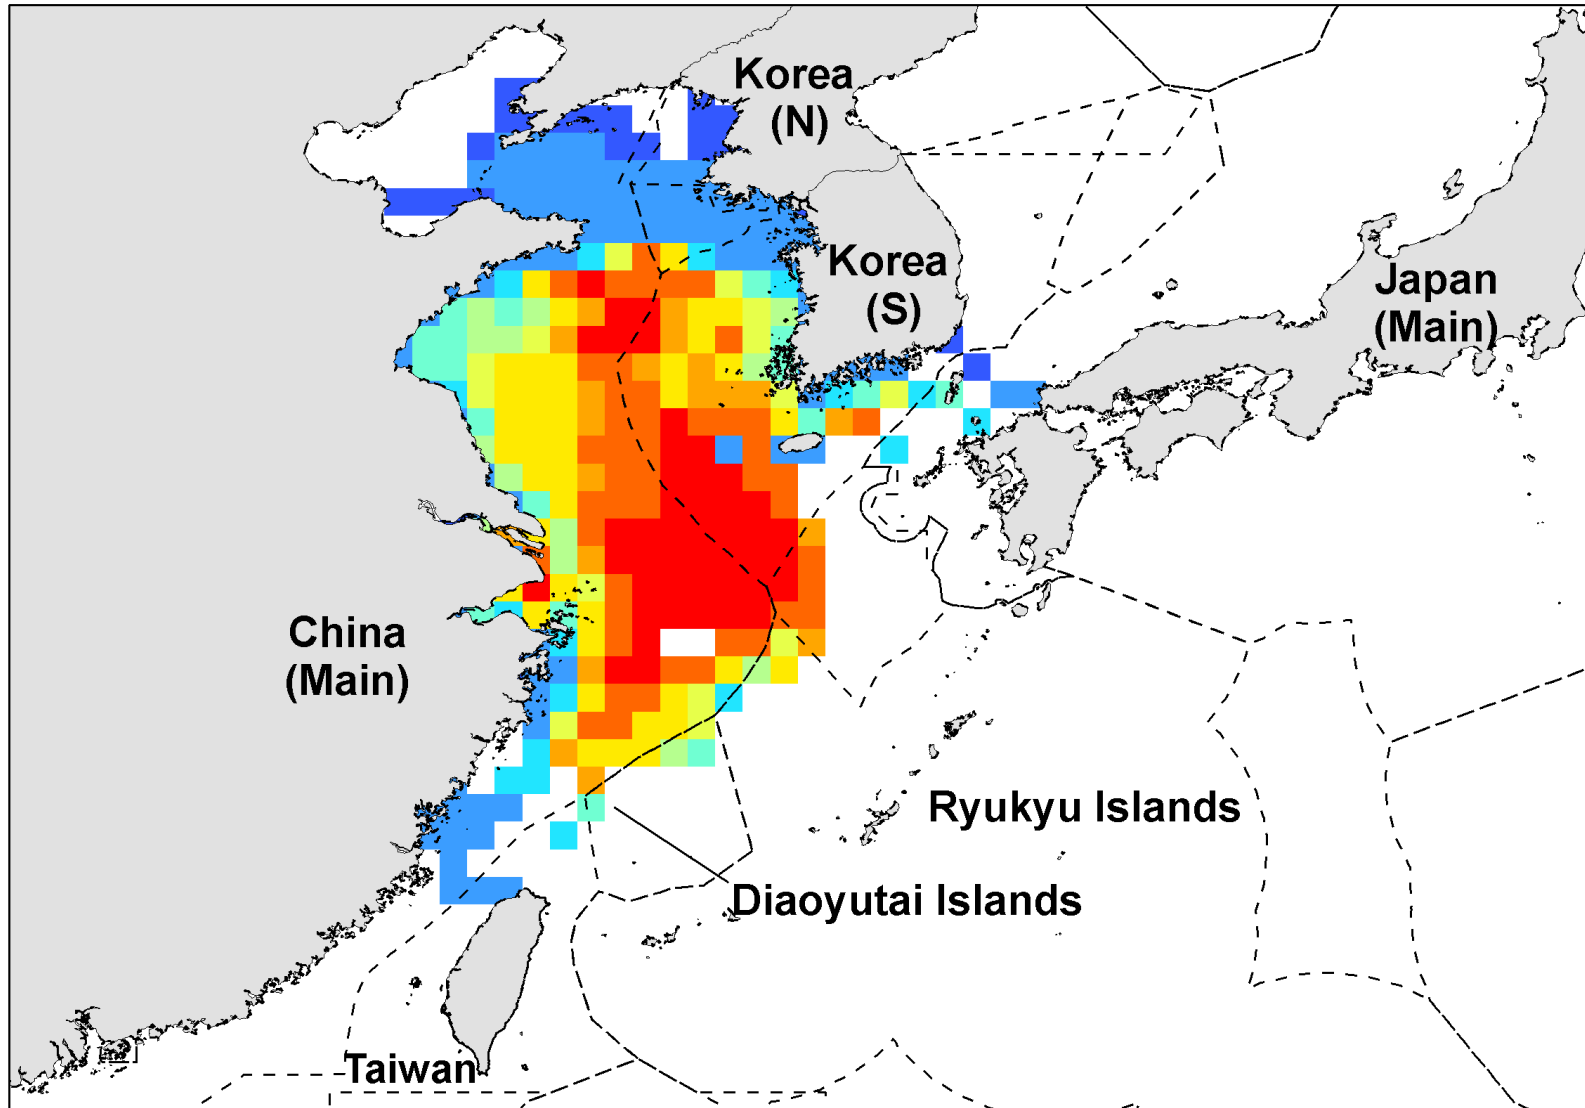 Korea
(N)
Korea
(S)
Japan
(Main)
China
(Main)
Ryukyu Islands
Diaoyutai Islands
Taiwan